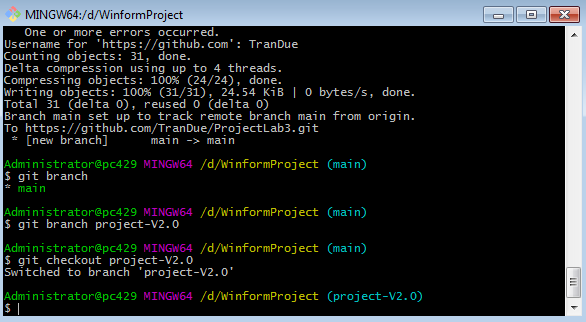 MINGW64:/d/WinformProject
One or more errors occurred.
Username for 'https://github.com': TranDue
Counting objects: 31, done.
Delta compression using up to 4 threads.
Compressing objects: 100% (24/24), done.
Writing objects: 100% (31/31), 24.54 KiB | 0 bytes/s, done.
Total 31 (delta 0), reused 0 (delta 0)
Branch main set up to track remote branch main from origin.
To https://github.com/TranDue/ProjectLab3.git
* [new branch]      main -> main
Administrator@pc429 MINGW64 /d/WinformProject (main)
$ git branch
* main
Administrator@pc429 MINGW64 /d/WinformProject (main)
$ git branch project-V2.0
Administrator@pc429 MINGW64 /d/WinformProject (main)
$ git checkout project-V2.0
Switched to branch 'project-V2.0'
Administrator@pc429 MINGW64 /d/WinformProject (project-V2.0)
$